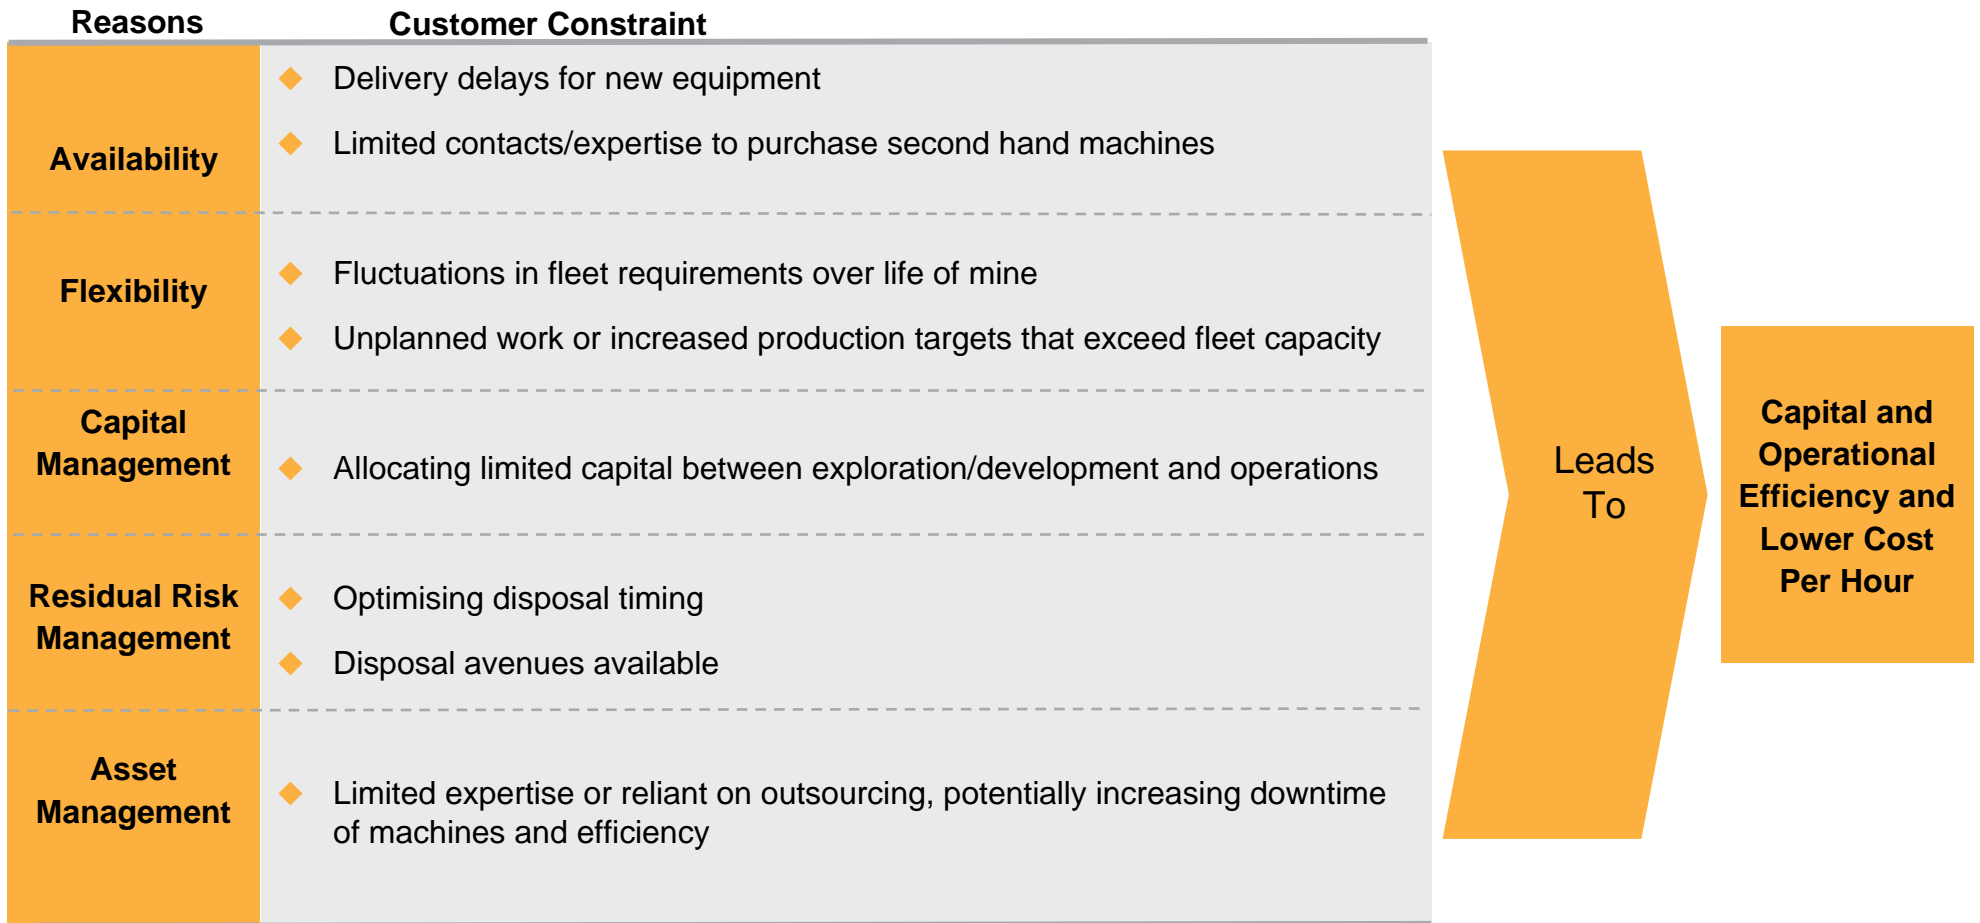 Reasons
Customer Constraint
Availability
Delivery delays for new equipment
Limited contacts/expertise to purchase second hand machines
Flexibility
Fluctuations in fleet requirements over life of mine
Unplanned work or increased production targets that exceed fleet capacity
Capital
Management
Allocating limited capital between exploration/development and operations
Residual Risk
Management
Optimising disposal timing
Disposal avenues available
Asset
Management
Limited expertise or reliant on outsourcing, potentially increasing downtime
of machines and efficiency
Leads
To
Capital and
Operational
Efficiency and
Lower Cost
Per Hour